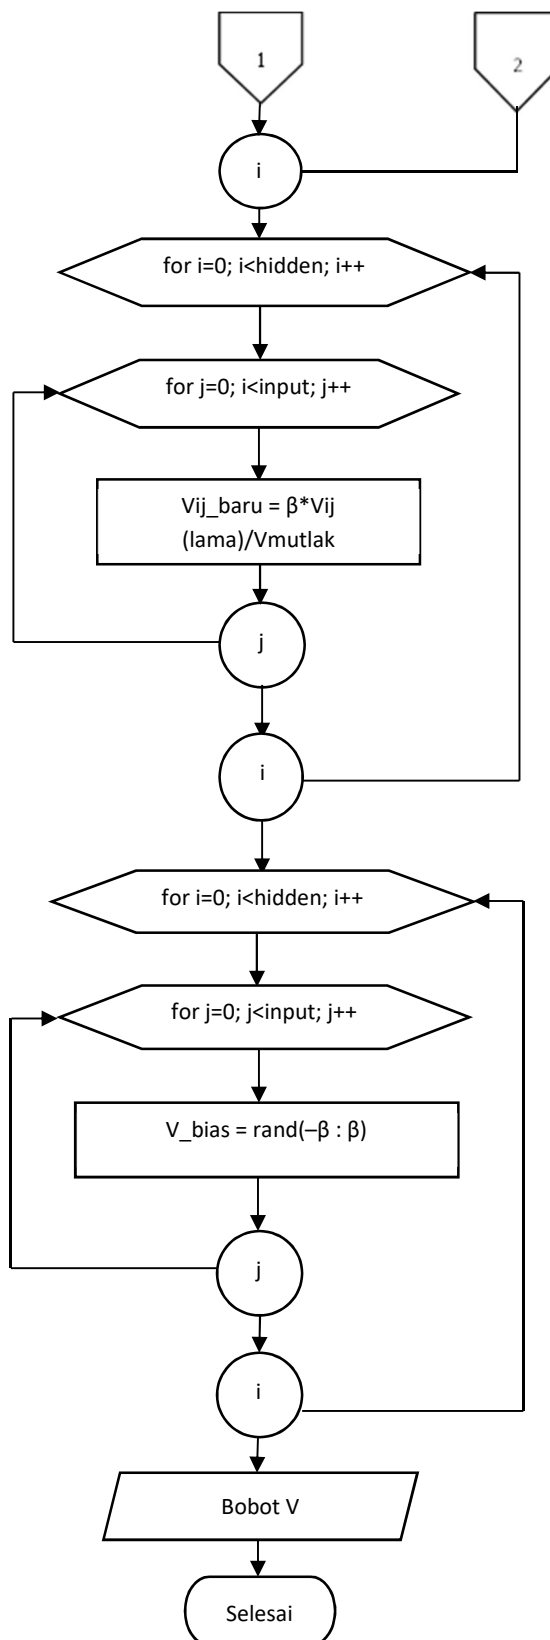 1
2
i
for i=0; i<hidden; i++
for j=0; i<input; j++
Vij_baru = β*Vij
(lama)/Vmutlak
j
i
for i=0; i<hidden; i++
for j=0; j<input; j++
V_bias = rand(–β : β)
j
i
Bobot V
Selesai